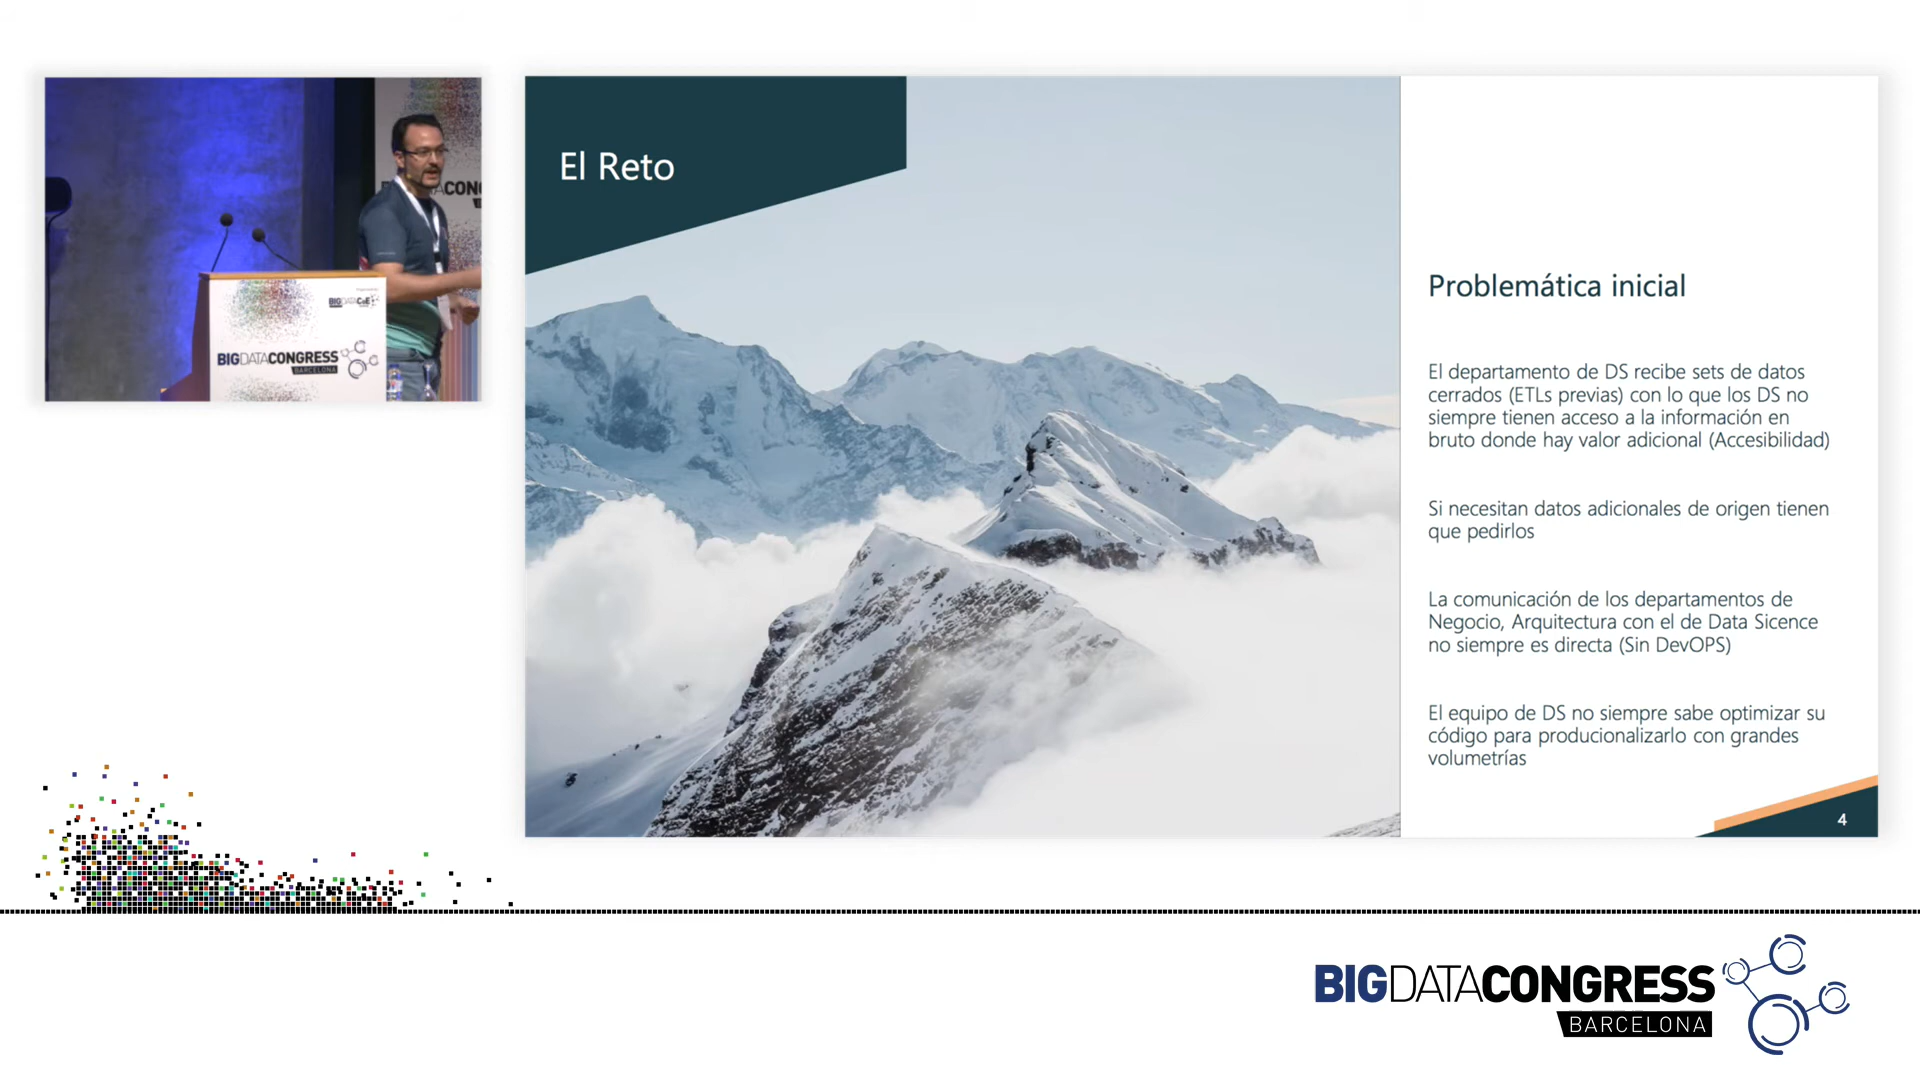 BIGDATACOE
BIGDATACONGRESS
BARCELONA
El Reto
Problemática inicial
El departamento de DS recibe sets de datos
cerrados (ETLs previas) con lo que los DS no
siempre tienen acceso a la información en
bruto donde hay valor adicional (Accesibilidad)
Si necesitan datos adicionales de origen tienen
que pedirlos
La comunicación de los departamentos de
Negocio, Arquitectura con el de Data Sicence
no siempre es directa (Sin DevOPS)
El equipo de DS no siempre sabe optimizar su
código para producionalizarlo con grandes
volumetrías
4
BIGDATACONGRESS
BARCELONA